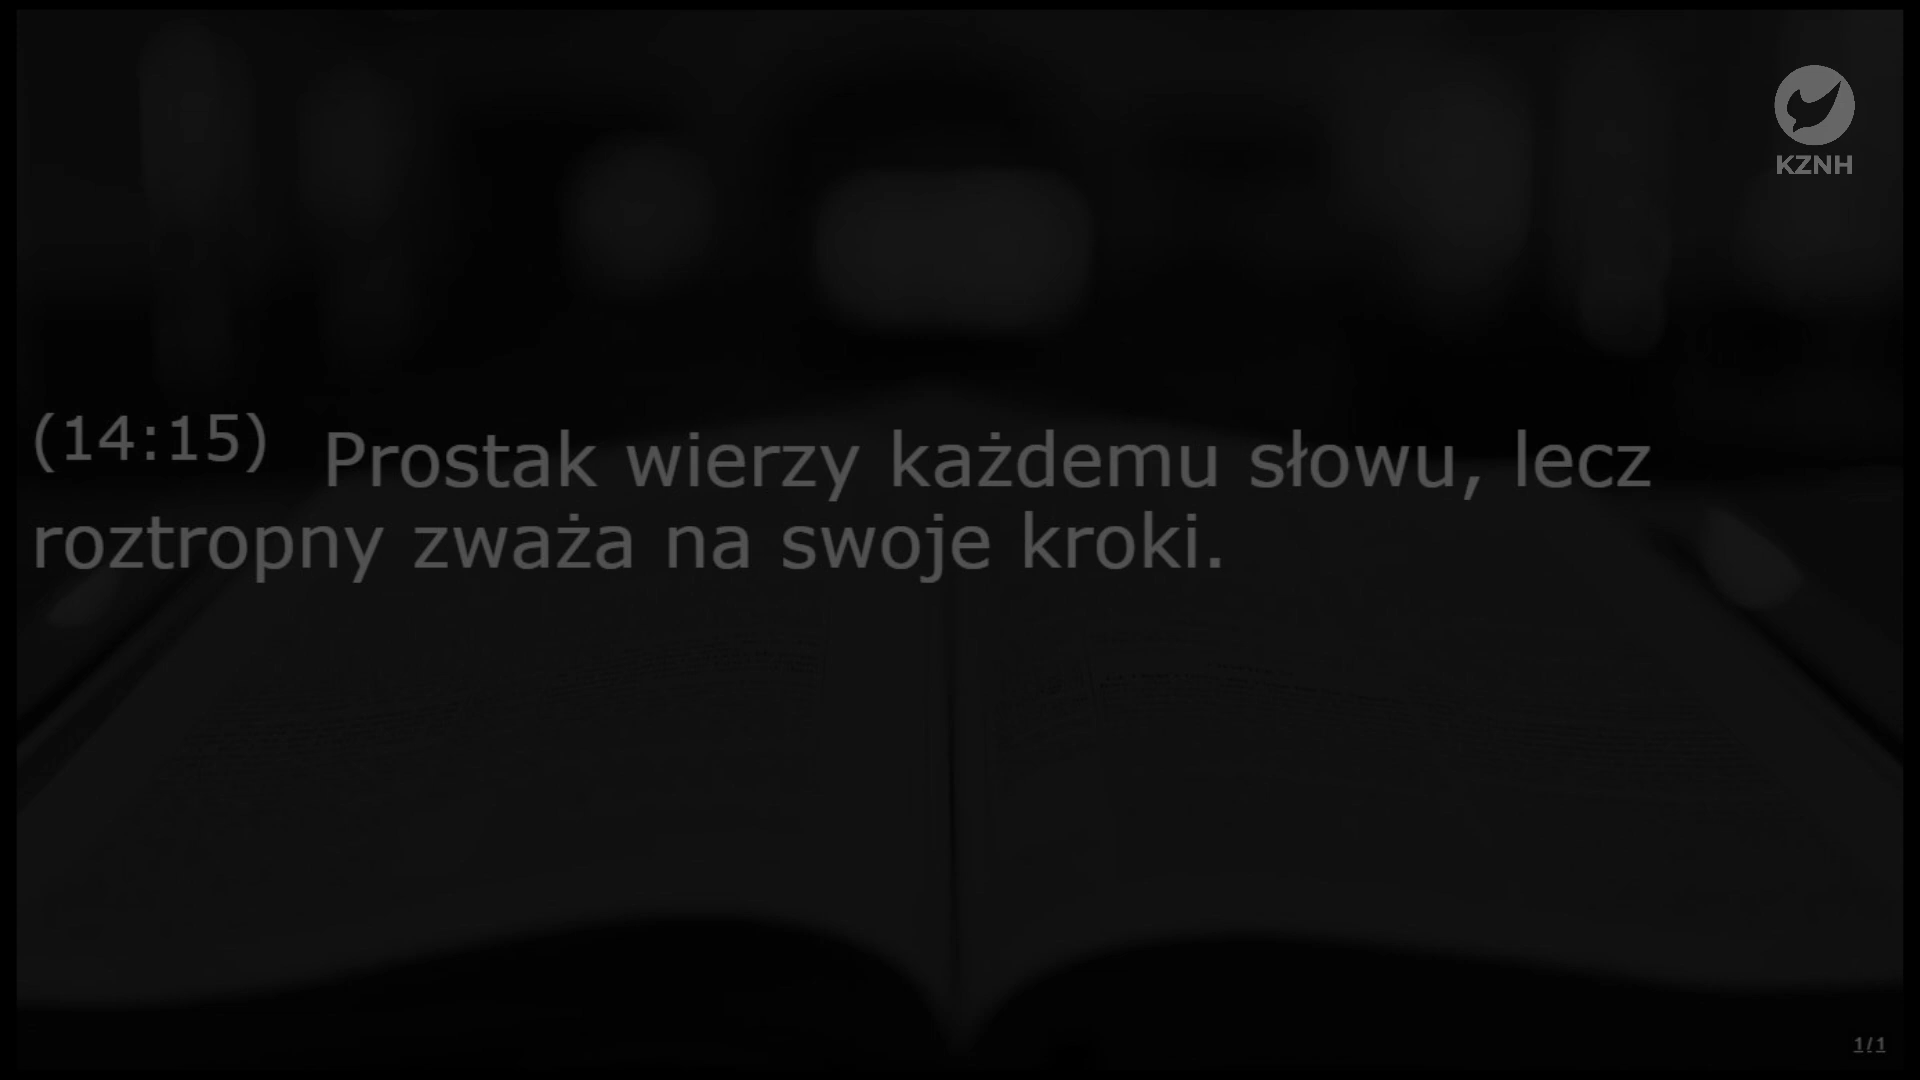 KZNH
(14:15) Prostak wierzy każdemu słowu, lecz
roztropny zważa na swoje kroki.
1/1